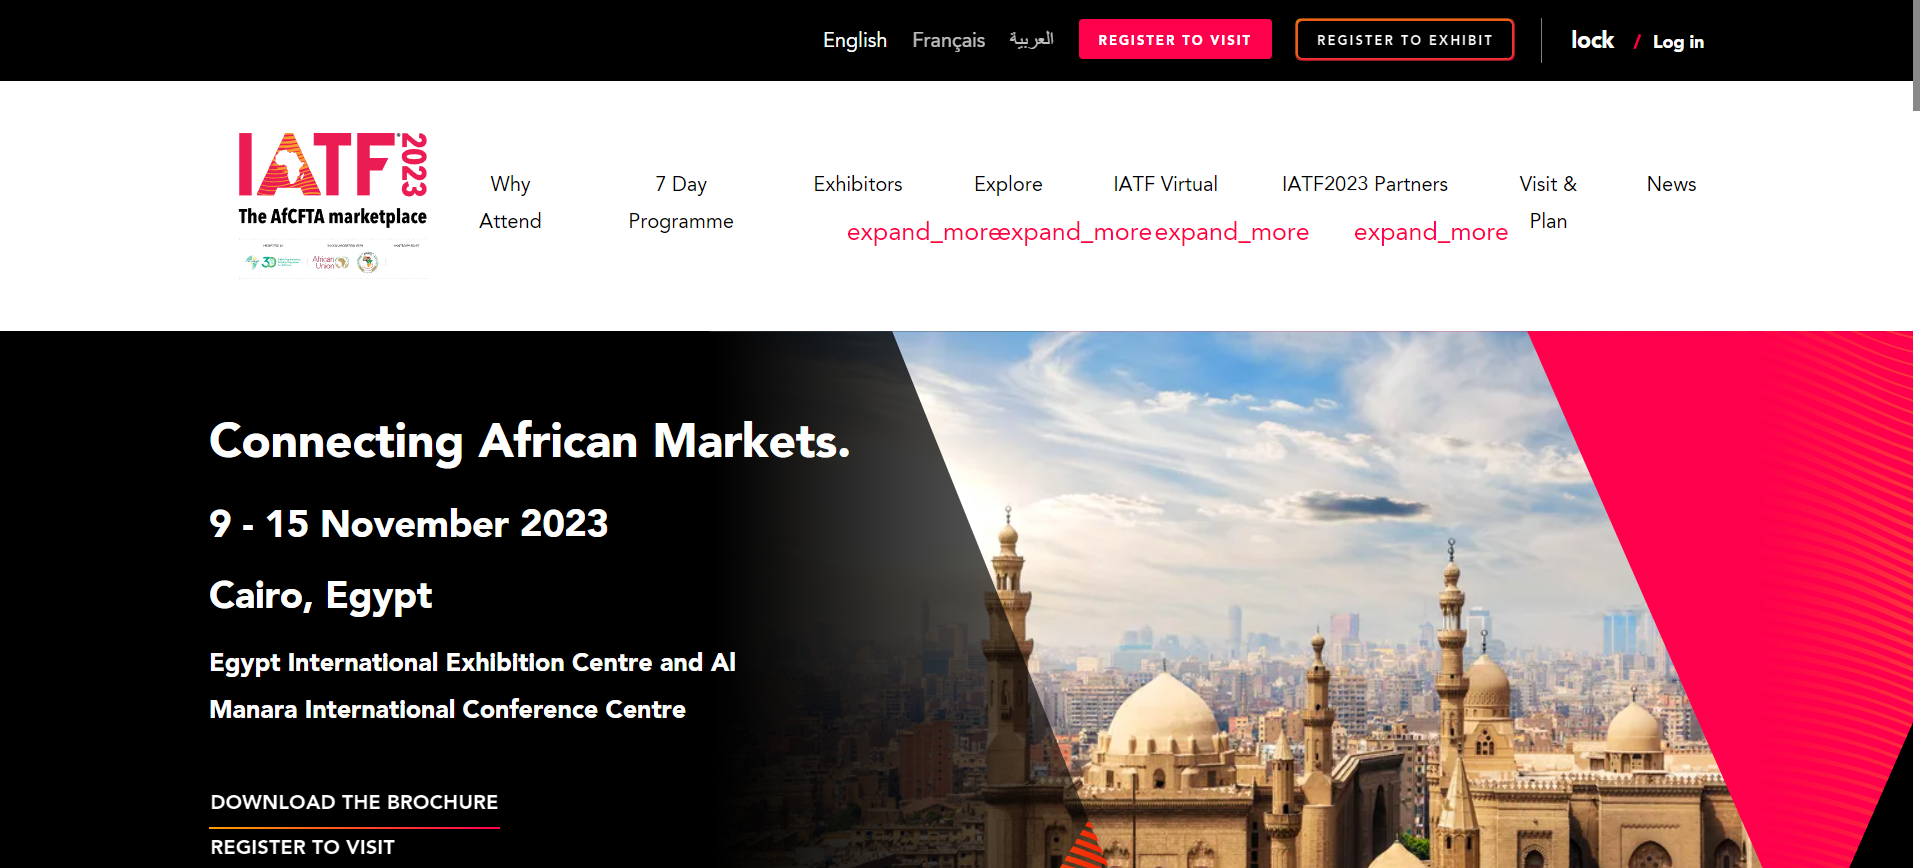 English Français العربية REGISTER TO VISIT REGISTER TO EXHIBIT lock / Log in
IATF 2023
The AfCFTA marketplace
African
Union
Why
Attend
7 Day
Programme
Exhibitors
expand_more
Explore
expand_more
IATF Virtual
expand_more
IATF2023 Partners
expand_more
Visit &
Plan
News
Connecting African Markets.
9 - 15 November 2023
Cairo, Egypt
Egypt International Exhibition Centre and Al
Manara International Conference Centre
DOWNLOAD THE BROCHURE
REGISTER TO VISIT